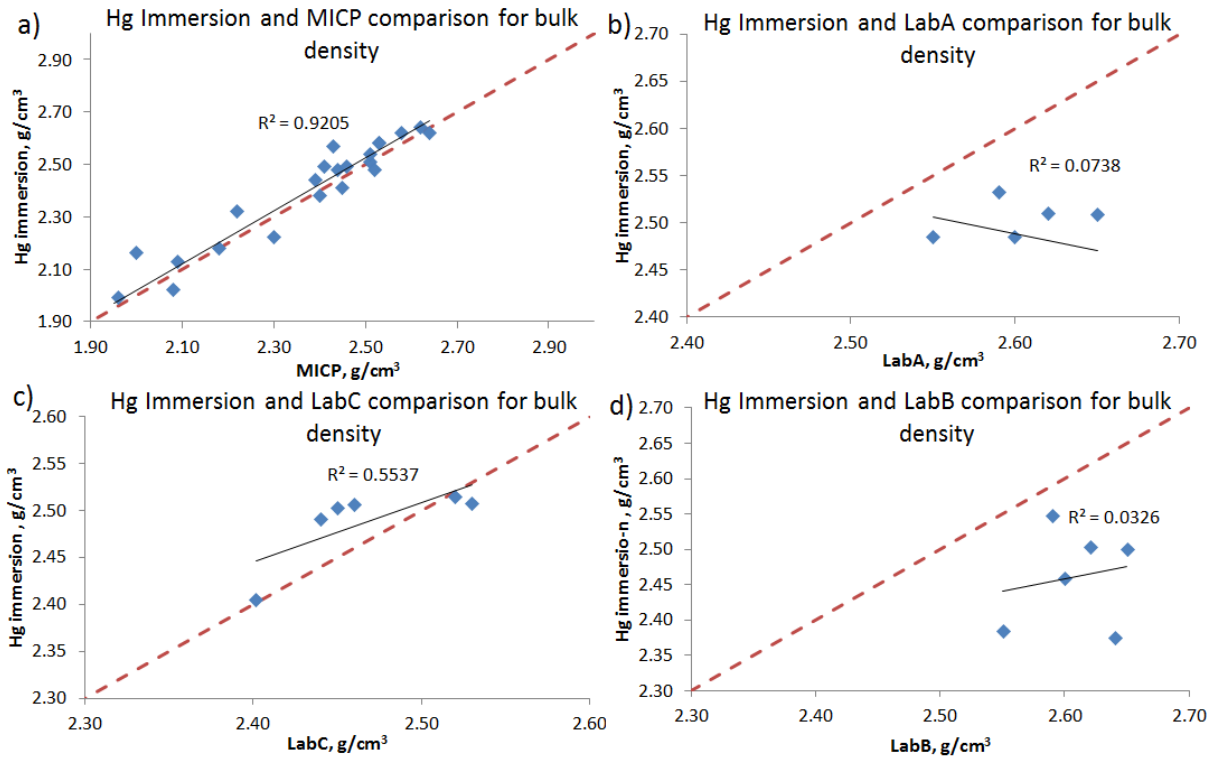 a)
Hg Immersion and MICP comparison for bulk
density
Hg immersion, g/cm³
2.90
2.70
2.50
2.30
2.10
1.90
R² = 0.9205
1.90 2.10 2.30 2.50 2.70 2.90
MICP, g/cm³
b)
Hg Immersion and LabA comparison for bulk
density
Hg immersion, g/cm³
2.70
2.65
2.60
2.55
2.50
2.45
2.40
R² = 0.0738
2.40 2.50 2.60 2.70
LabA, g/cm³
c)
Hg Immersion and LabC comparison for bulk
density
Hg immersion , g/cm³
2.60
2.50
2.40
2.30
R² = 0.5537
2.30 2.40 2.50 2.60
LabC, g/cm³
d)
Hg Immersion and LabB comparison for bulk
density
Hg immersio-n, g/cm³
2.70
2.65
2.60
2.55
2.50
2.45
2.40
2.35
2.30
R² = 0.0326
2.30 2.40 2.50 2.60 2.70
LabB, g/cm³